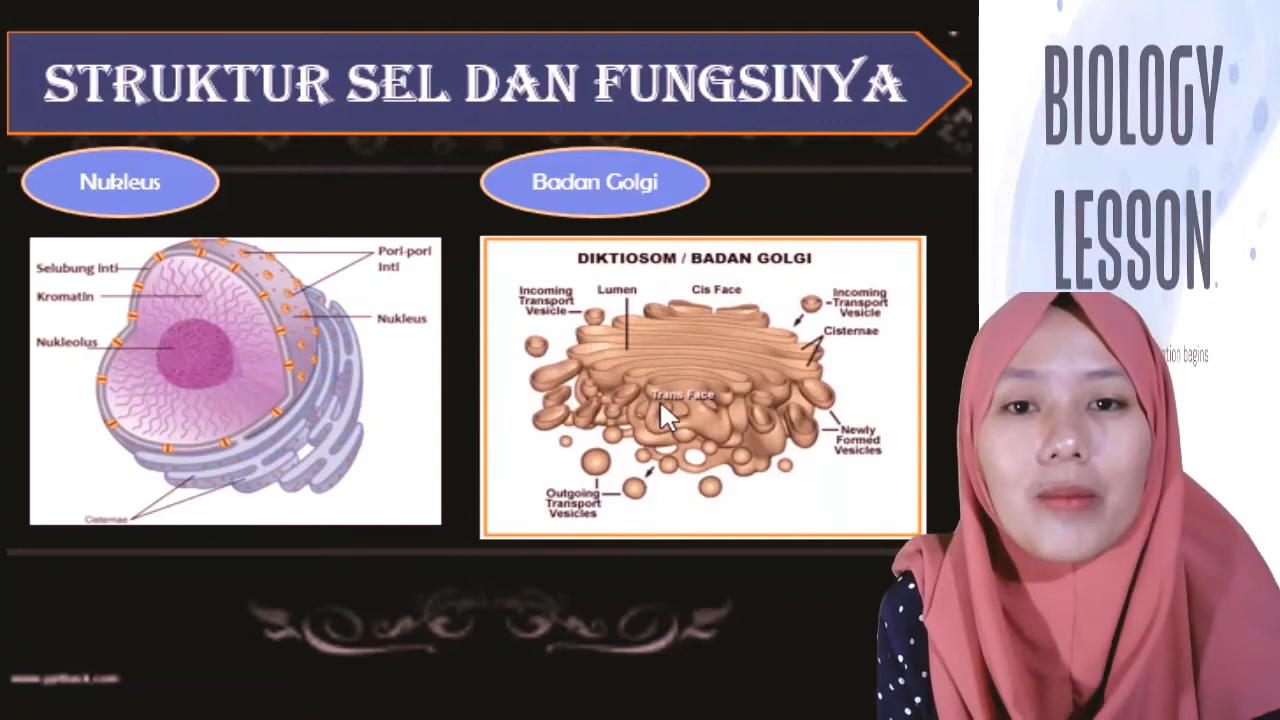 STRUKTUR SEL DAN FUNGSINYA
Nukleus
Badan Golgi
Selubung Inti
Kromatin
Nukleolus
Pori-pori
Inti
Nukleus
Cisternae
DIKTIOSOM / BADAN GOLGI
Incoming
Transport
Vesicle
Lumen
Cis Face
Incoming
Transport
Vesicle
Cisternae
Trans Face
Newly
Formed
Vesicles
Outgoing
Transport
Vesicles
BIOLOGY
LESSON
begins